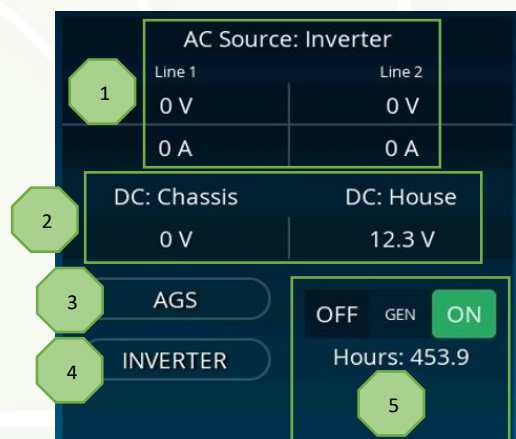 AC Source: Inverter
Line 1 Line 2
1
0 V 0 V
0 A 0 A
DC: Chassis DC: House
2
0 V 12.3 V
3 AGS
OFF GEN ON
4 INVERTER
Hours: 453.9
5